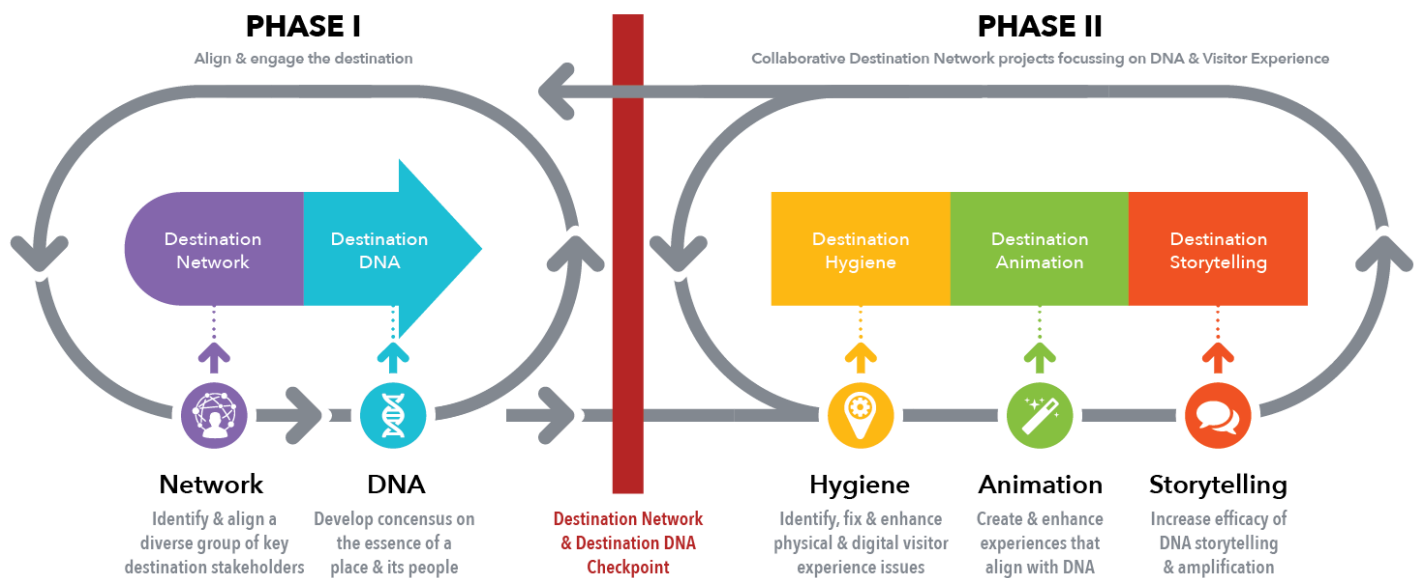 PHASE I
Align & engage the destination
PHASE II
Collaborative Destination Network projects focussing on DNA & Visitor Experience
Destination
Network
Destination
DNA
Destination
Hygiene
Destination
Animation
Destination
Storytelling
Network
Identify & align a
diverse group of key
destination stakeholders
DNA
Develop concensus on
the essence of a
place & its people
Destination Network
& Destination DNA
Checkpoint
Hygiene
Identify, fix & enhance
physical & digital visitor
experience issues
Animation
Create & enhance
experiences that
align with DNA
Storytelling
Increase efficacy of
DNA storytelling
& amplification